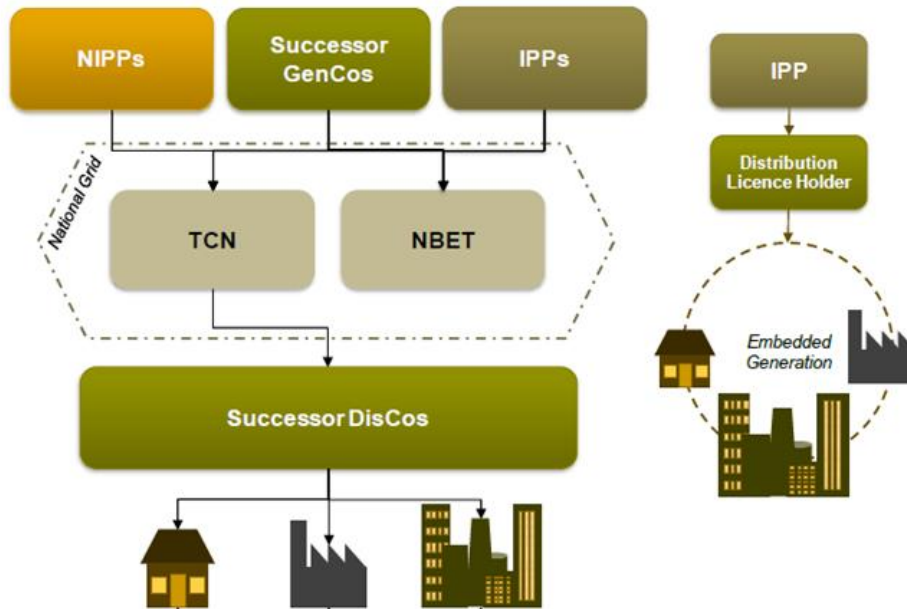 NIPPs
Successor
GenCos
IPPs
National Grid
TCN
NBET
Successor DisCos
IPP
Distribution
Licence Holder
Embedded
Generation